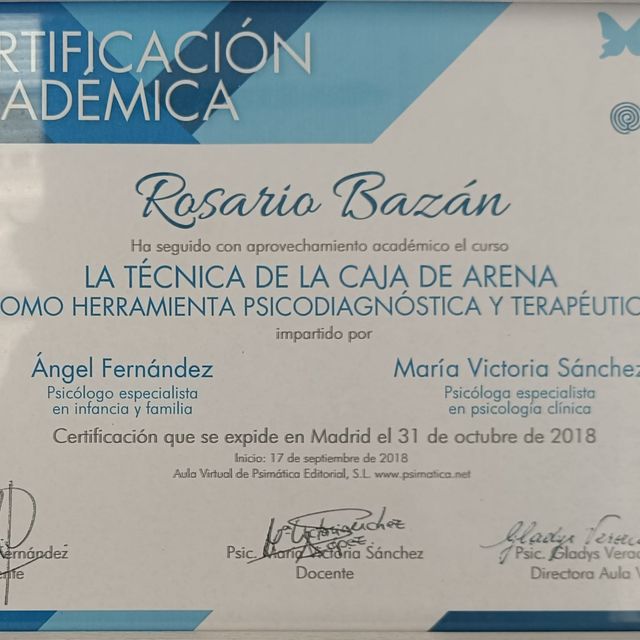 RTIFICACIÓN
ADÉMICA
Rosario Bazán
Ha seguido con aprovechamiento académico el curso
LA TÉCNICA DE LA CAJA DE ARENA
OMO HERRAMIENTA PSICODIAGNÓSTICA Y TERAPÉUTIC
impartido por
Ángel Fernández María Victoria Sánchez
Psicólogo especialista Psicóloga especialista
en infancia y familia en psicología clínica
Certificación que se expide en Madrid el 31 de octubre de 2018
Inicio: 17 de septiembre de 2018
Aula Virtual de Psimática Editorial, S.L. www.psimatica.net
Gladys
ernández Psic. María Victoria Sánchez Psic. Gladys Verac
ente Docente Directora Aula V